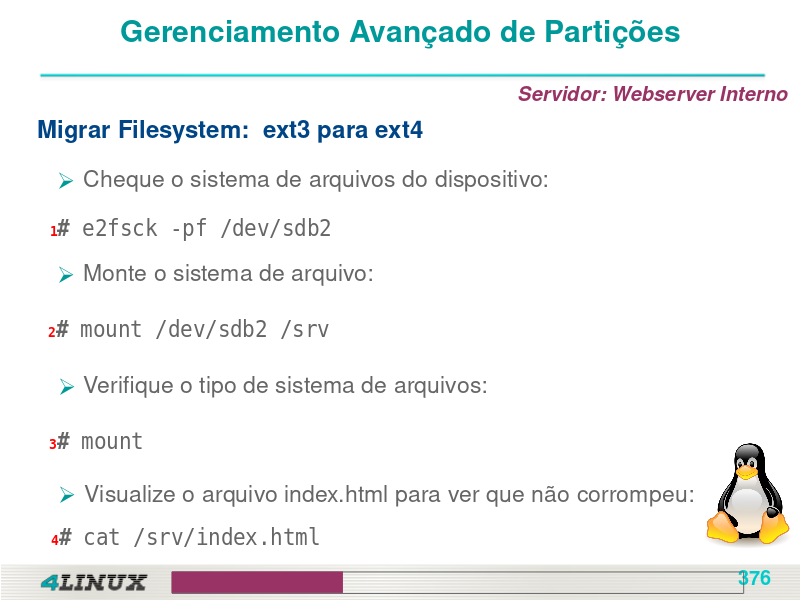 Gerenciamento Avançado de Partições
Servidor: Webserver Interno
Migrar Filesystem: ext3 para ext4
Cheque o sistema de arquivos do dispositivo:
1# e2fsck -pf /dev/sdb2
Monte o sistema de arquivo:
2# mount /dev/sdb2 /srv
Verifique o tipo de sistema de arquivos:
3# mount
Visualize o arquivo index.html para ver que não corrompeu:
4# cat /srv/index.html
4LINUX
376